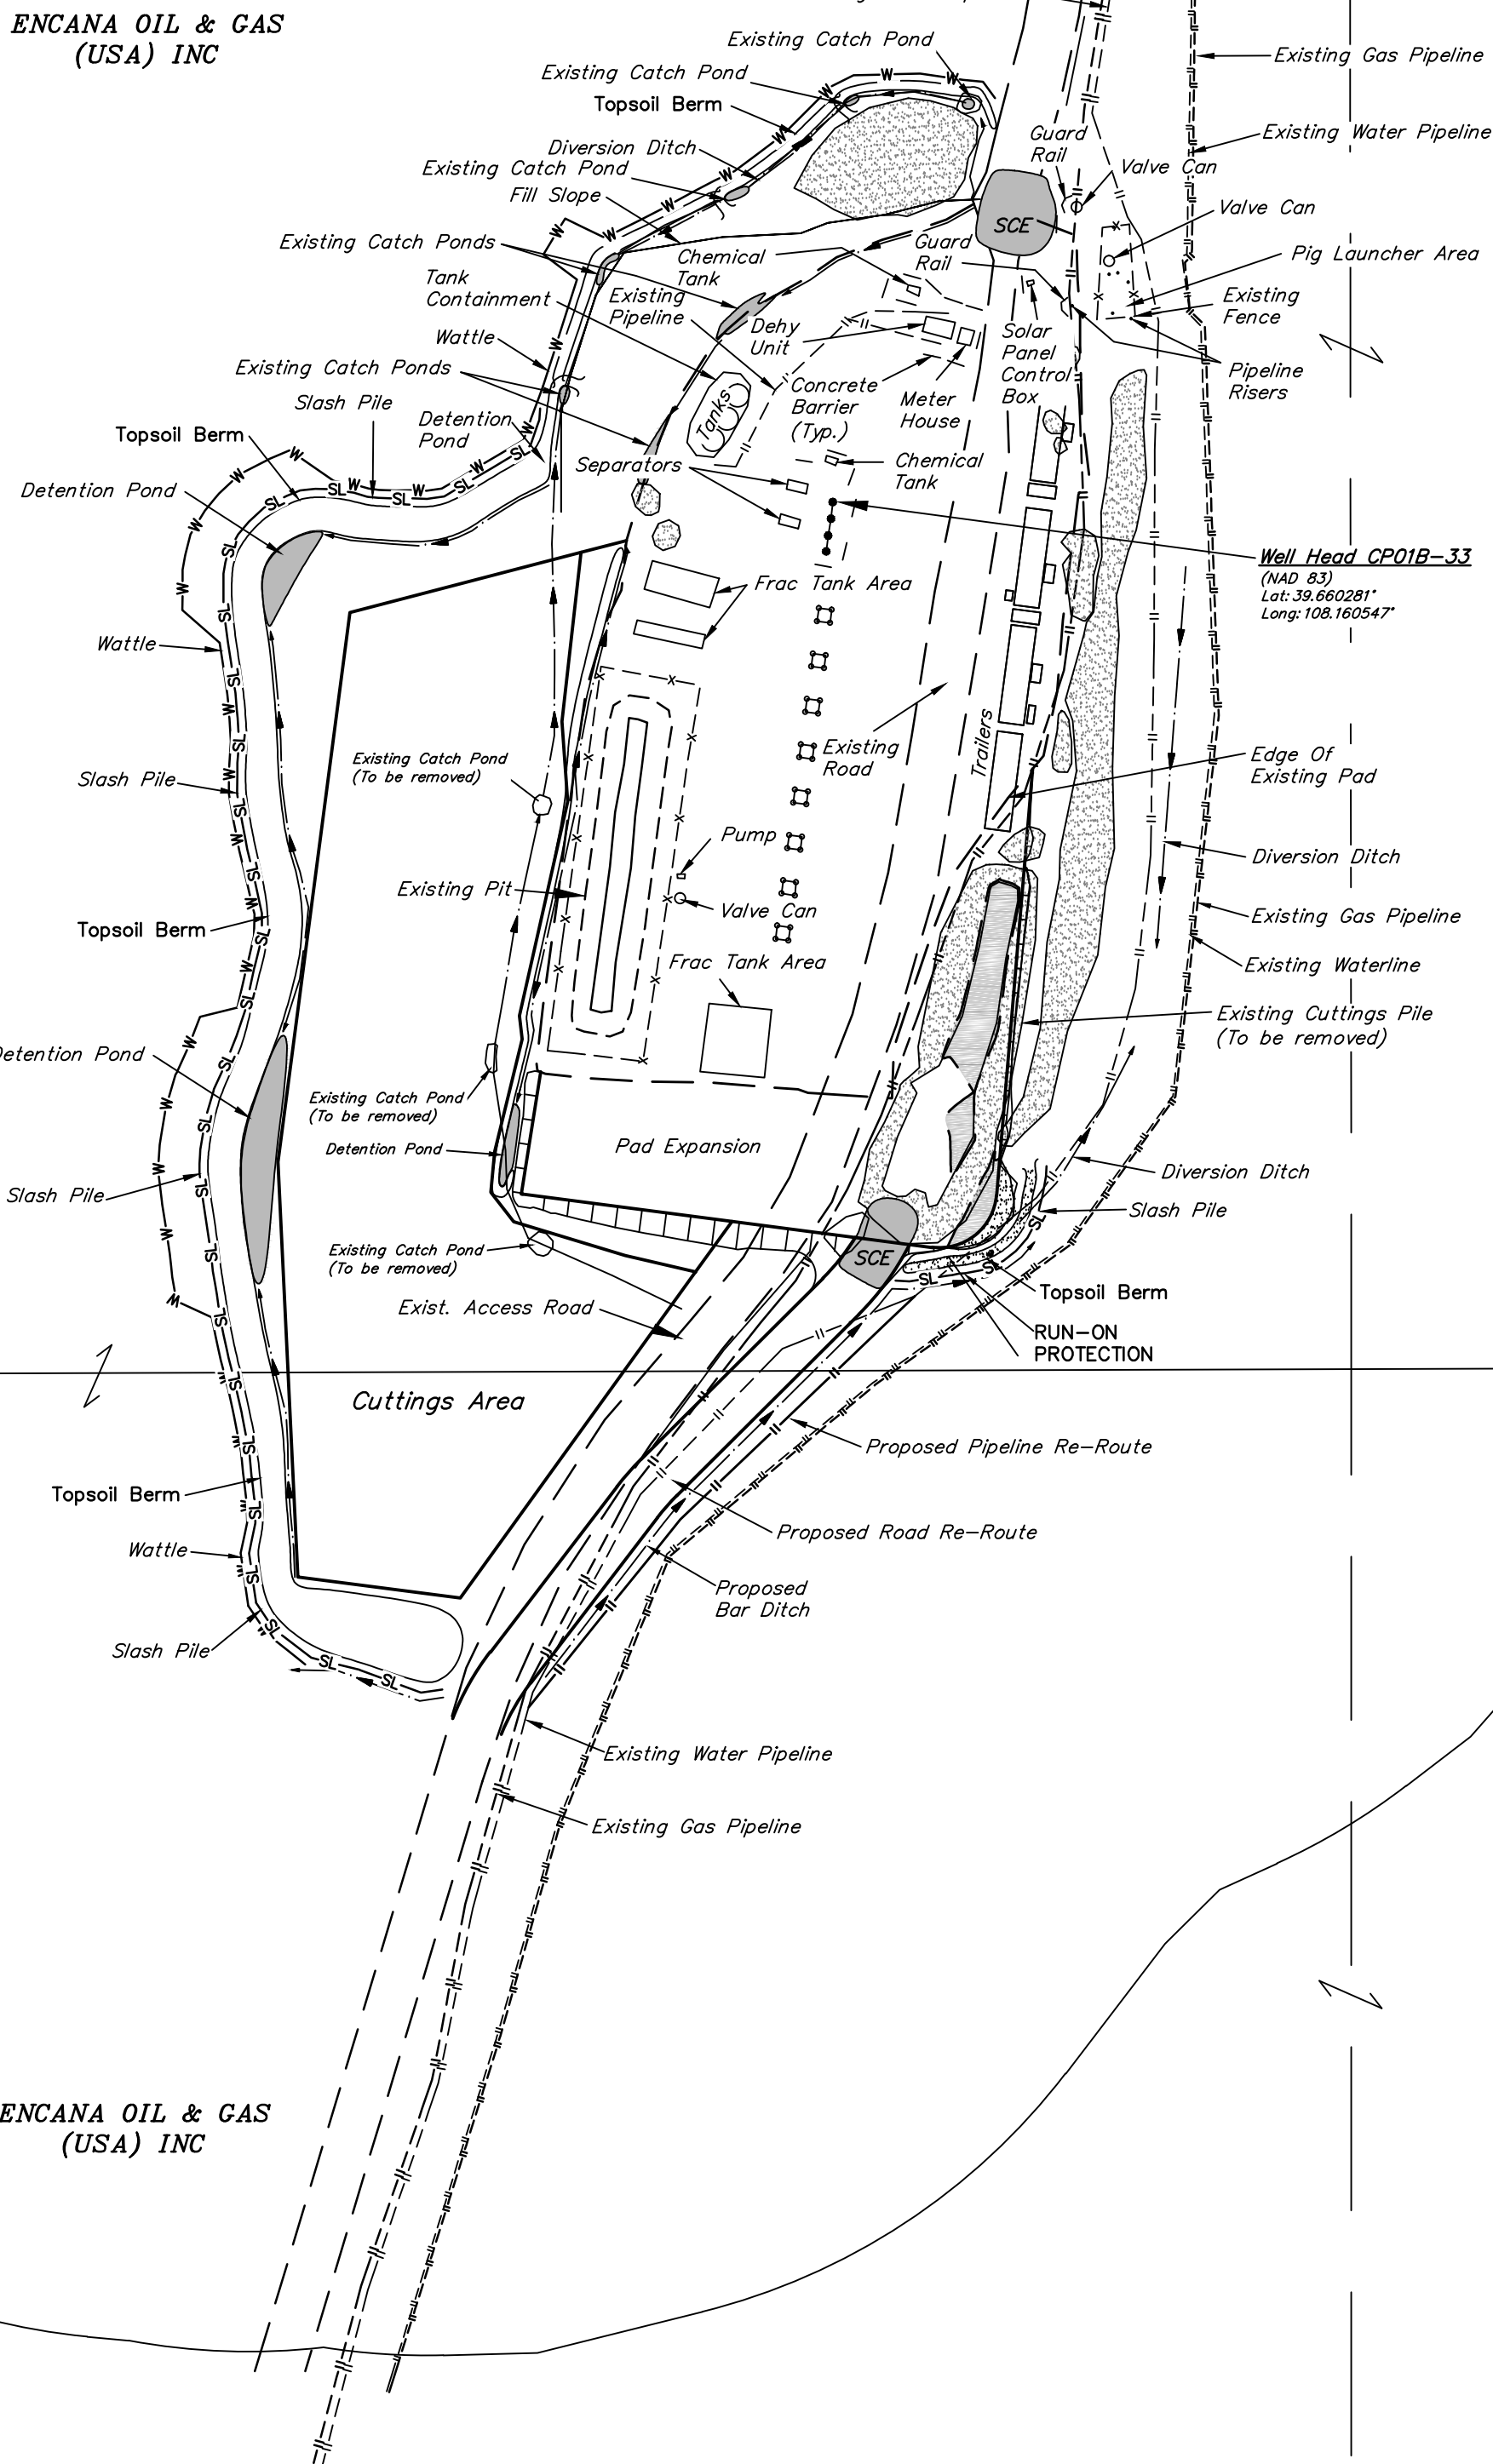 ENCANA OIL & GAS
(USA) INC
Existing Catch Pond
Existing Catch Pond
Topsoil Berm
Diversion Ditch
Existing Catch Pond
Fill Slope
Existing Catch Ponds
Tank
Containment
Chemical
Tank
Existing
Pipeline
Wattle
Dehy
Unit
Existing Catch Ponds
Slash Pile
Detention
Pond
Topsoil Berm
Detention Pond
Tanks
Concrete
Barrier
(Typ.)
Meter
House
Separators
Chemical
Tank
Guard
Rail
Valve Can
Existing Gas Pipeline
Existing Water Pipeline
Valve Can
SCE
Guard
Rail
Pig Launcher Area
Existing
Fence
Solar
Panel
Control
Box
Pipeline
Risers
Well Head CP01B-33
(NAD 83)
Lat: 39.660281°
Long: 108.160547°
Frac Tank Area
Wattle
Existing
Road
Trailers
Edge Of
Existing Pad
Existing Catch Pond
(To be removed)
Slash Pile
Pump
Diversion Ditch
Existing Pit
Valve Can
Existing Gas Pipeline
Topsoil Berm
Frac Tank Area
Existing Waterline
Existing Cuttings Pile
(To be removed)
Detention Pond
Existing Catch Pond
(To be removed)
Detention Pond
Pad Expansion
Diversion Ditch
Slash Pile
Slash Pile
Existing Catch Pond
(To be removed)
SCE
Topsoil Berm
Exist. Access Road
RUN-ON
PROTECTION
Cuttings Area
Proposed Pipeline Re-Route
Topsoil Berm
Proposed Road Re-Route
Wattle
Proposed
Bar Ditch
Slash Pile
Existing Water Pipeline
Existing Gas Pipeline
ENCANA OIL & GAS
(USA) INC